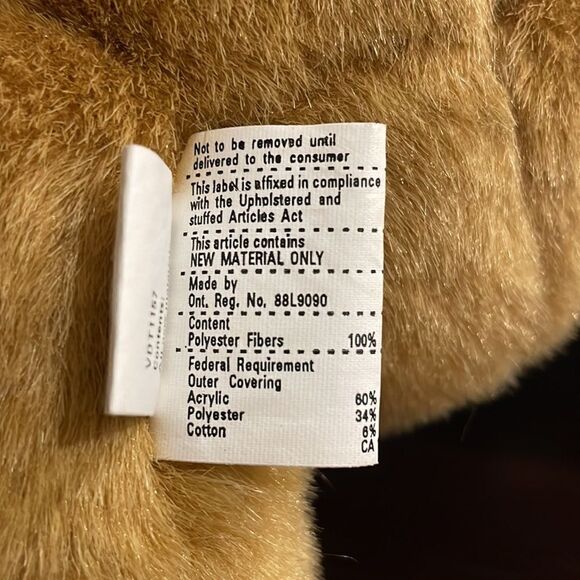 Not to be removed until
delivered to the consumer
This label is affixed in compliance
with the Upholstered and
stuffed Articles Act
This article contains
NEW MATERIAL ONLY
Made by
Ont. Reg. No. 88L9090
Content
Polyester Fibers 100%
Federal Requirement
Outer Covering
Acrylic 60%
Polyester 34%
Cotton 6%
CA
VDT1157
Contents: